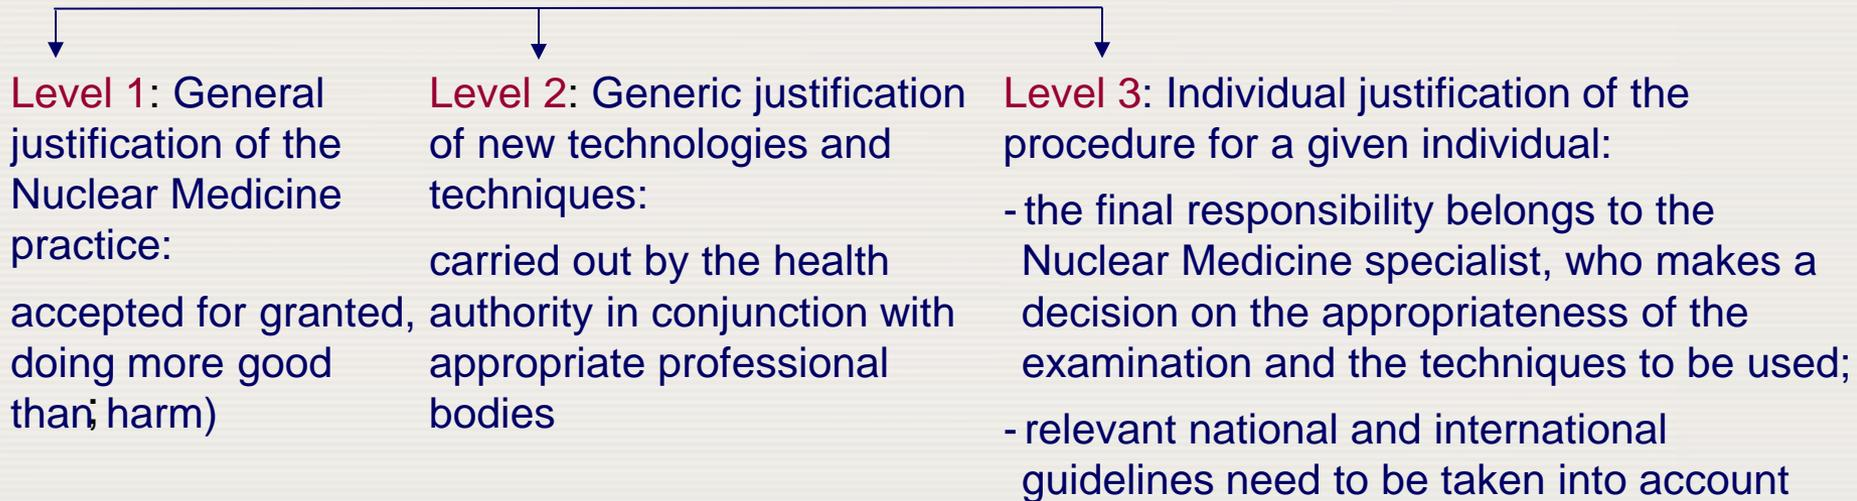 Level 1: General
justification of the
Nuclear Medicine
practice:
accepted for granted,
doing more good
than harm)
;
Level 2: Generic justification
of new technologies and
techniques:
carried out by the health
authority in conjunction with
appropriate professional
bodies
Level 3: Individual justification of the
procedure for a given individual:
- the final responsibility belongs to the
Nuclear Medicine specialist, who makes a
decision on the appropriateness of the
examination and the techniques to be used;
- relevant national and international
guidelines need to be taken into account